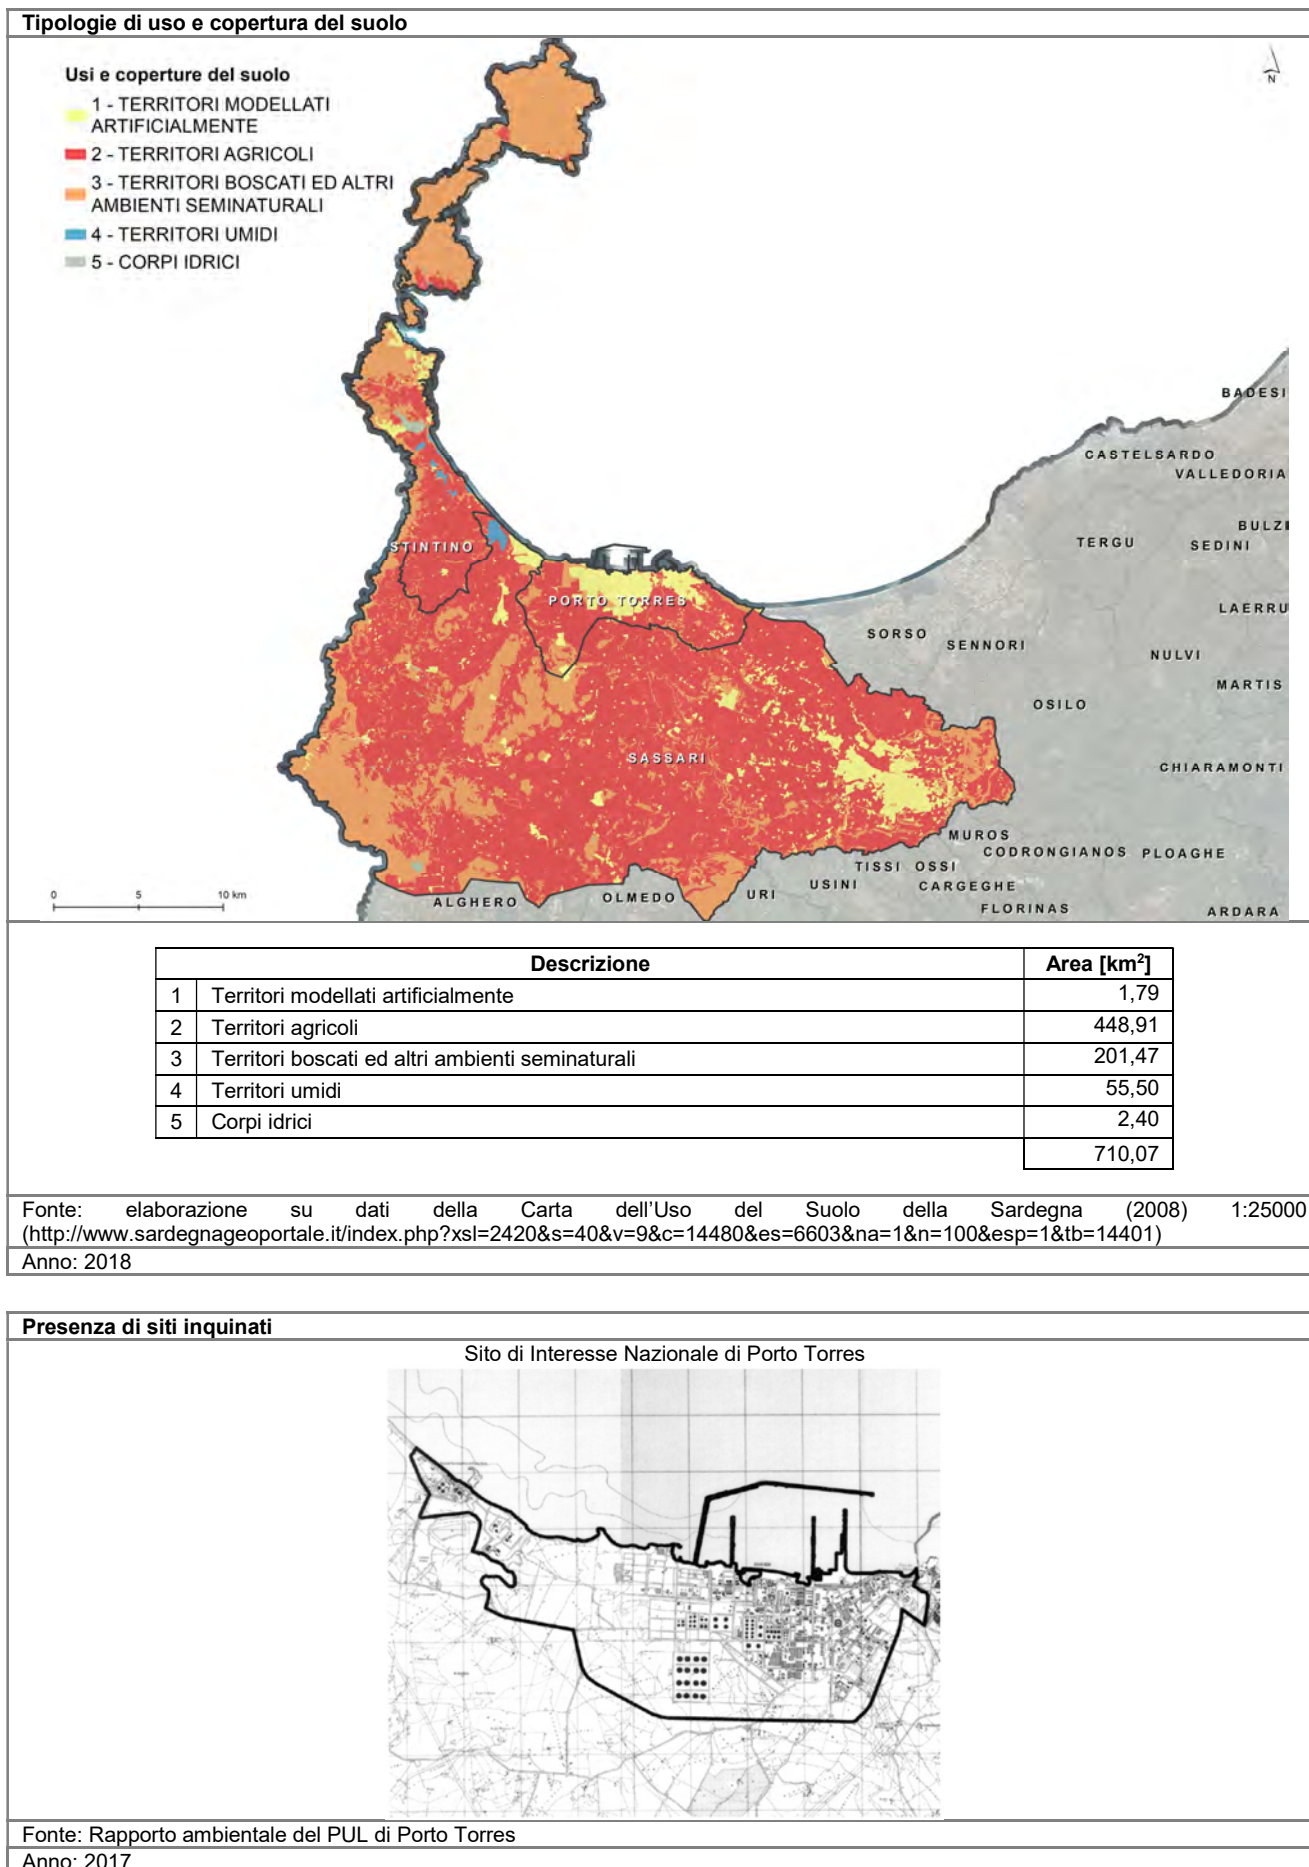 Tipologie di uso e copertura del suolo
Usi e coperture del suolo
1 - TERRITORI MODELLATI
ARTIFICIALMENTE
2 - TERRITORI AGRICOLI
3 - TERRITORI BOSCATI ED ALTRI
AMBIENTI SEMINATURALI
4 - TERRITORI UMIDI
5 - CORPI IDRICI
N
BADESI
CASTELSARDO
VALLEDORIA
BULZI
TERGU
SEDINI
STINTINO
PORTO TORRES
LAERRU
SORSO
SENNORI
NULVI
MARTIS
OSILO
SASSARI
CHIARAMONTI
MUROS
CODRONGIANOS
PLOAGHE
TISSI
OSSI
USINI
CARGEGHE
URI
OLMEDO
ALGHERO
FLORINAS
ARDARA
0 5 10 km
Descrizione Area [km²]
1 Territori modellati artificialmente 1,79
2 Territori agricoli 448,91
3 Territori boscati ed altri ambienti seminaturali 201,47
4 Territori umidi 55,50
5 Corpi idrici 2,40
710,07
Fonte: elaborazione su dati della Carta dell'Uso del Suolo della Sardegna (2008) 1:25000
(http://www.sardegnageoportale.it/index.php?xsl=2420&s=40&v=9&c=14480&es=6603&na=1&n=100&esp=1&tb=14401)
Anno: 2018
Presenza di siti inquinati
Sito di Interesse Nazionale di Porto Torres
Fonte: Rapporto ambientale del PUL di Porto Torres
Anno: 2017